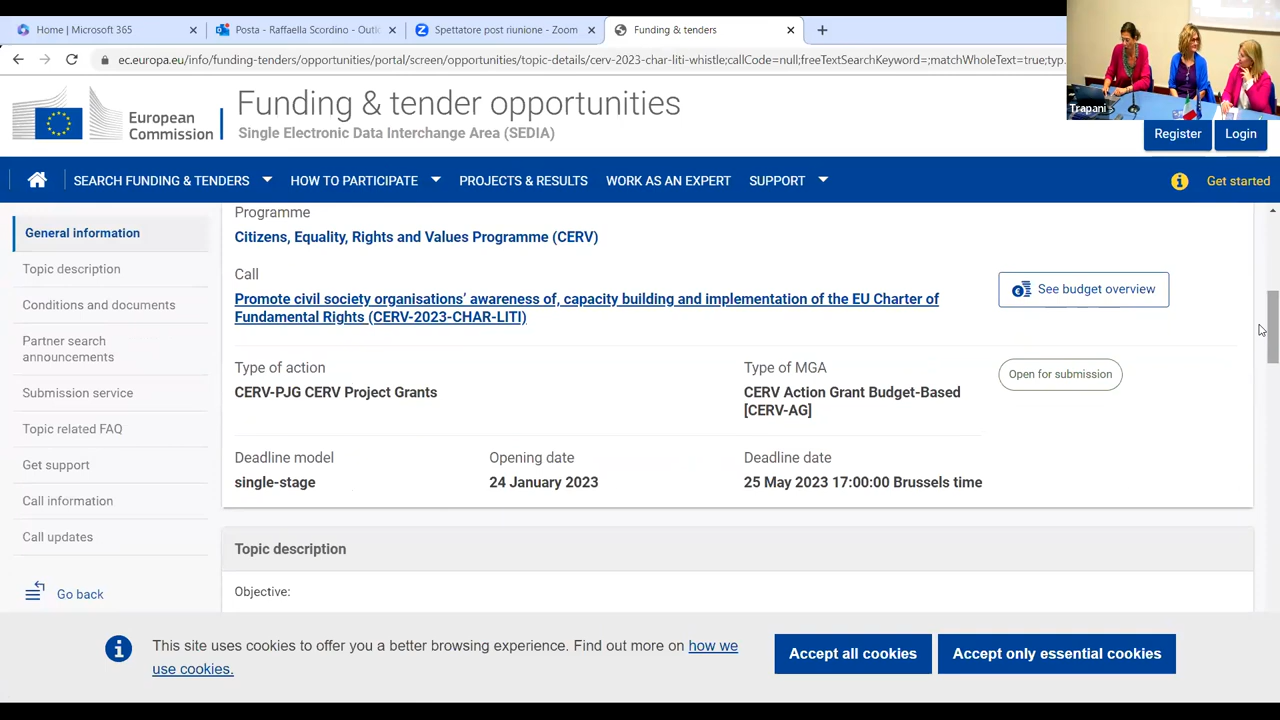 Home | Microsoft 365
Posta - Raffaella Scordino - Outlo
Spettatore post riunione - Zoom
Funding & tenders
ec.europa.eu/info/funding-tenders/opportunities/portal/screen/opportunities/topic-details/cerv-2023-char-liti-whistle;callCode=null;freeTextSearchKeyword=;matchWholeText=true;typ...
Trapani
European
Commission
Funding & tender opportunities
Single Electronic Data Interchange Area (SEDIA)
Register
Login
SEARCH FUNDING & TENDERS
HOW TO PARTICIPATE
PROJECTS & RESULTS
WORK AS AN EXPERT
SUPPORT
Get started
General information
Topic description
Conditions and documents
Partner search
announcements
Submission service
Topic related FAQ
Get support
Call information
Call updates
Go back
Programme
Citizens, Equality, Rights and Values Programme (CERV)
Call
Promote civil society organisations' awareness of, capacity building and implementation of the EU Charter of
Fundamental Rights (CERV-2023-CHAR-LITI)
See budget overview
Type of action
CERV-PJG CERV Project Grants
Type of MGA
CERV Action Grant Budget-Based
[CERV-AG]
Open for submission
Deadline model
single-stage
Opening date
24 January 2023
Deadline date
25 May 2023 17:00:00 Brussels time
Topic description
Objective:
This site uses cookies to offer you a better browsing experience. Find out more on how we
use cookies.
Accept all cookies
Accept only essential cookies